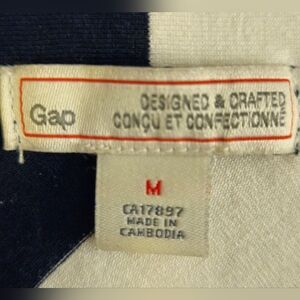 Gap
DESIGNED & CRAFTED
CONÇU ET CONFECTIONNÉ
M
CA17897
MADE IN
CAMBODIA